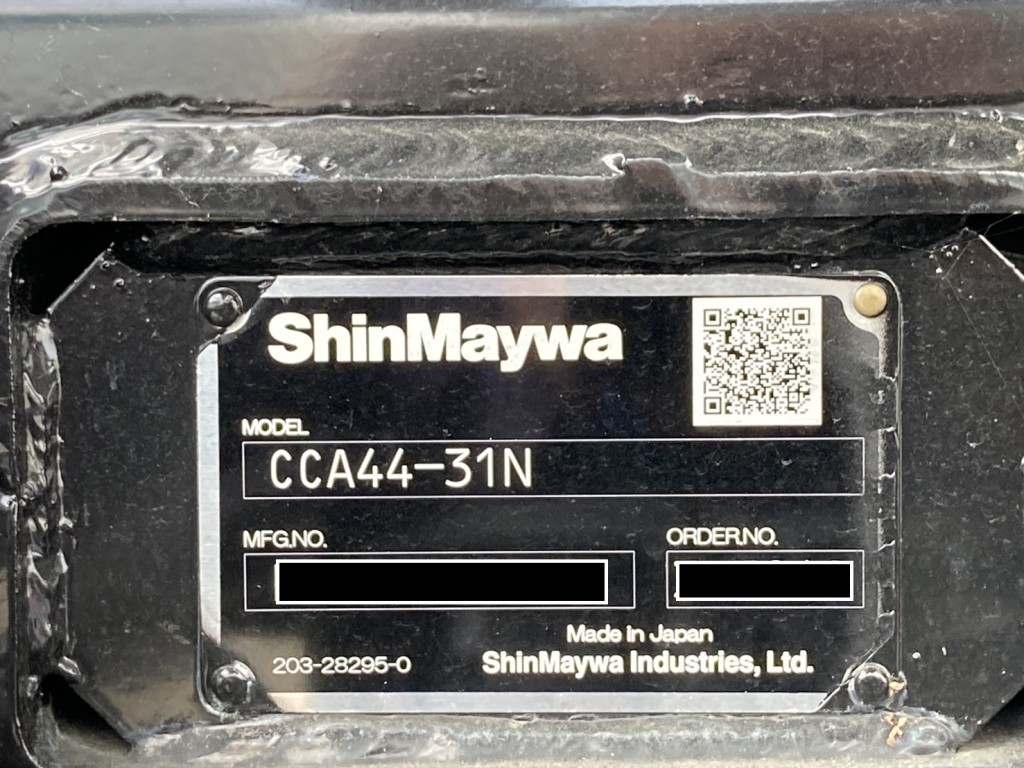 ShinMaywa
MODEL
CCA44-31N
MFG.NO.
ORDER.NO.
Made in Japan
203-28295-0
ShinMaywa Industries, Ltd.